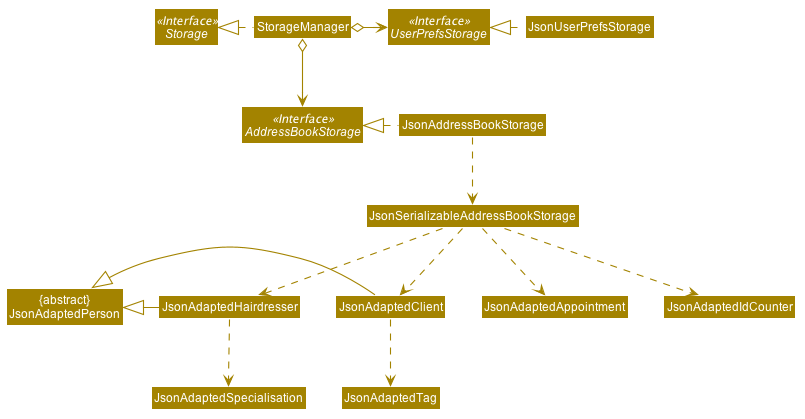 «Interface»
Storage
StorageManager
«Interface»
UserPrefsStorage
JsonUserPrefsStorage
«Interface»
AddressBookStorage
JsonAddressBookStorage
JsonSerializableAddressBookStorage
{abstract}
JsonAdaptedPerson
JsonAdaptedHairdresser
JsonAdaptedClient
JsonAdaptedAppointment
JsonAdaptedIdCounter
JsonAdaptedSpecialisation
JsonAdaptedTag